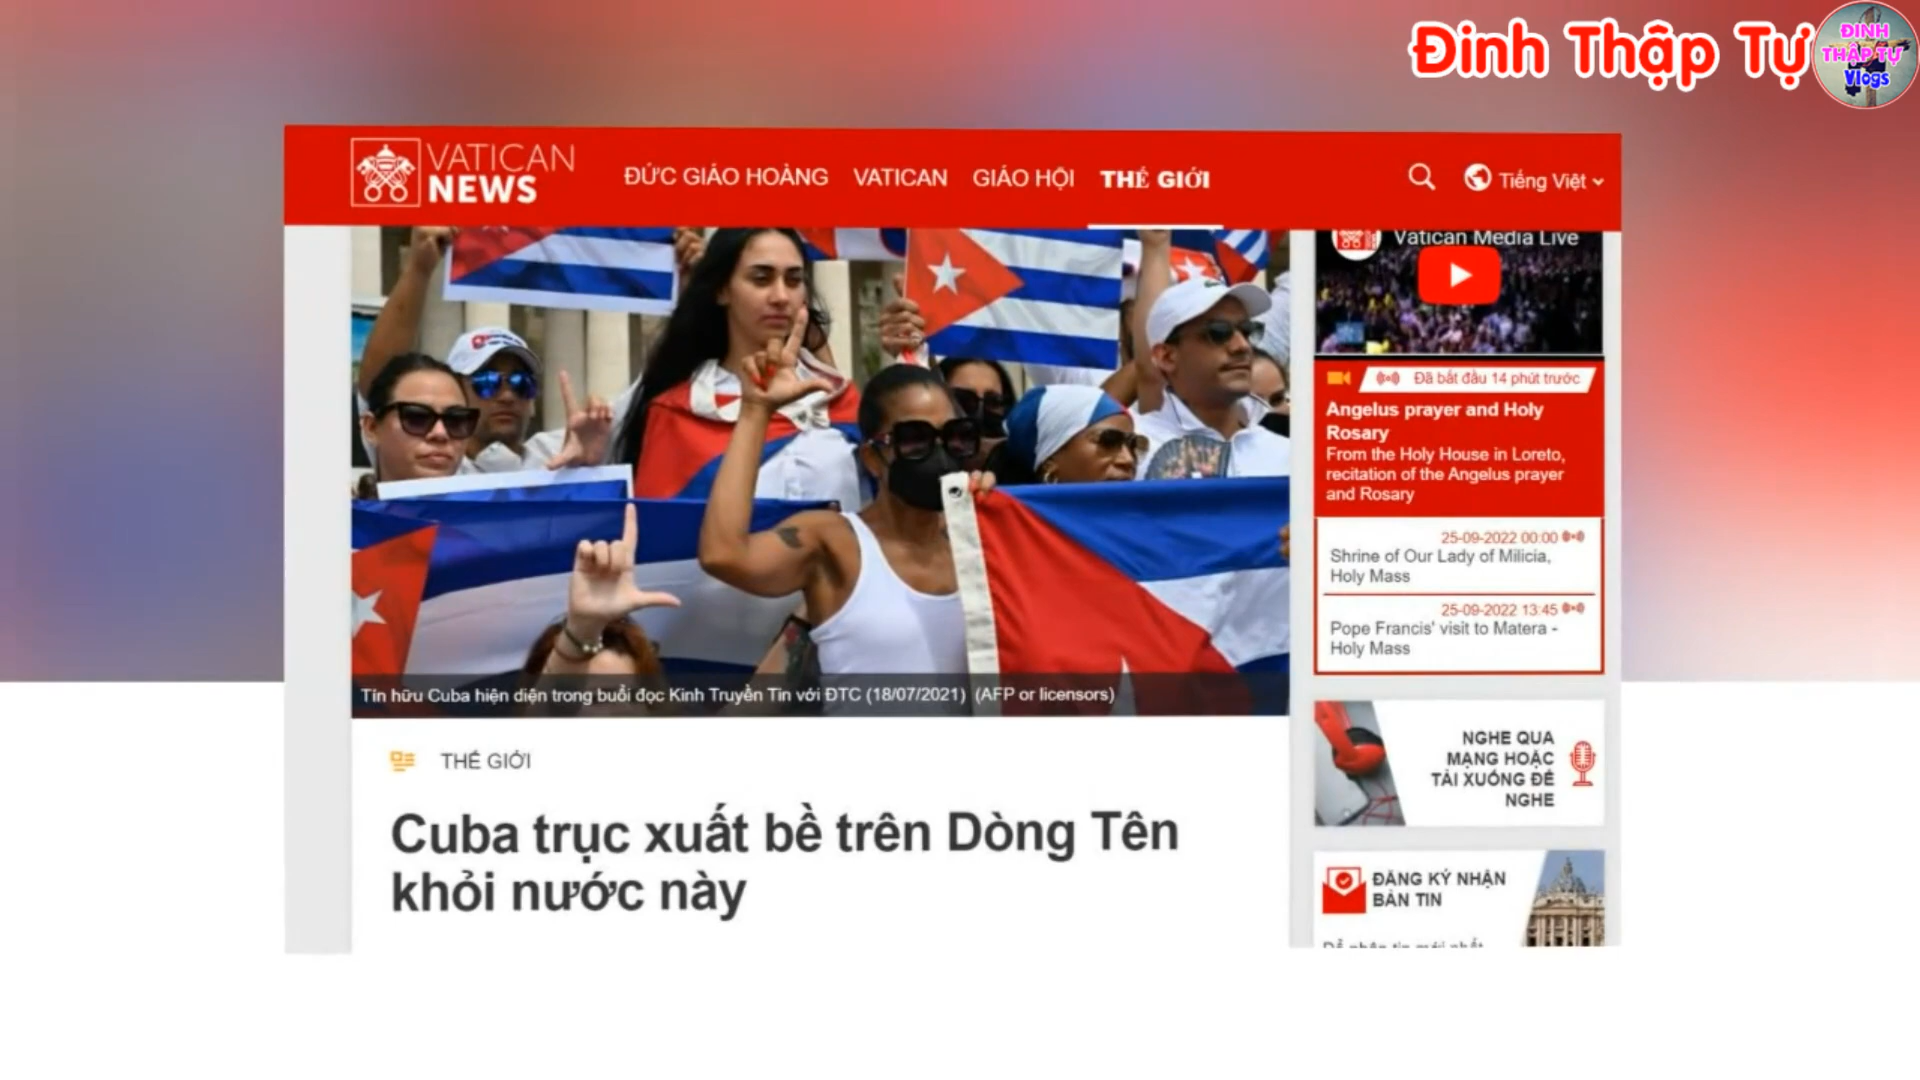 Đinh Thập Tự
ĐINH
THẬP TỰ
Vlogs
VATICAN
NEWS
ĐỨC GIÁO HOÀNG VATICAN GIÁO HỘI THẾ GIỚI
Tiếng Việt
Vatican Media Live
Đã bắt đầu 14 phút trước
Angelus prayer and Holy
Rosary
From the Holy House in Loreto,
recitation of the Angelus prayer
and Rosary
25-09-2022 00:00
Shrine of Our Lady of Milicia,
Holy Mass
25-09-2022 13:45
Pope Francis' visit to Matera -
Holy Mass
Tín hữu Cuba hiện diện trong buổi đọc Kinh Truyền Tin với ĐTC (18/07/2021) (AFP or licensors)
THẾ GIỚI
Cuba trục xuất bề trên Dòng Tên
khỏi nước này
NGHE QUA
MẠNG HOẶC
TẢI XUỐNG ĐỂ
NGHE
ĐĂNG KÝ NHẬN
BẢN TIN